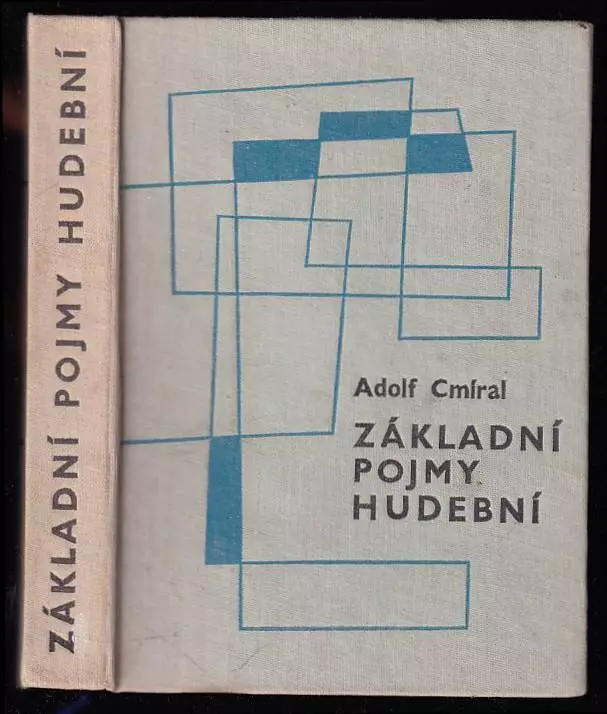 ZÁKLADNÍ POJMY HUDEBNÍ
Adolf Cmíral
ZÁKLADNÍ
POJMY
HUDEBNÍ